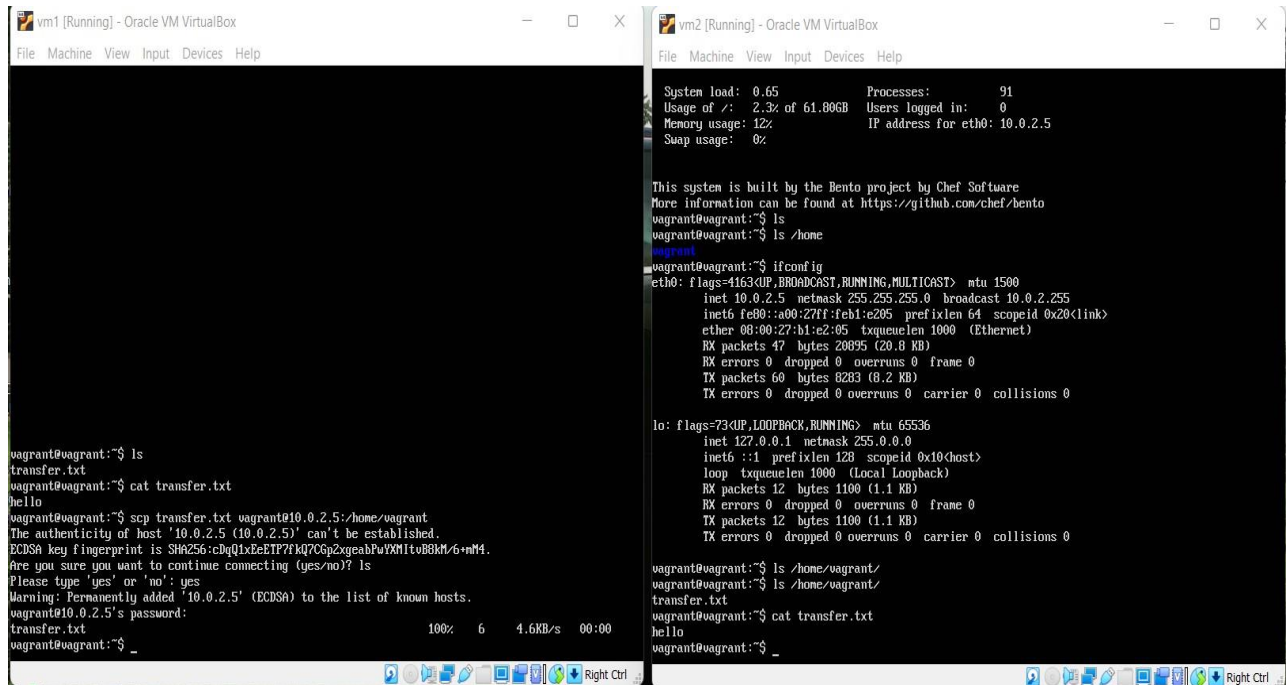 vm1 [Running] - Oracle VM VirtualBox
File Machine View Input Devices Help
vagrant@vagrant:~$ ls
transfer.txt
vagrant@vagrant:~$ cat transfer.txt
hello
vagrant@vagrant:~$ scp transfer.txt vagrant@10.0.2.5:/home/vagrant
The authenticity of host '10.0.2.5 (10.0.2.5)' can't be established.
ECDSA key fingerprint is SHA256:cDqQ1xEeETP7fkQ7CGp2xgeabPwYXMItvB8kM/6+mM4.
Are you sure you want to continue connecting (yes/no)? ls
Please type 'yes' or 'no': yes
Warning: Permanently added '10.0.2.5' (ECDSA) to the list of known hosts.
vagrant@10.0.2.5's password:
transfer.txt 100% 6 4.6KB/s 00:00
vagrant@vagrant:~$ _
Right Ctrl
vm2 [Running] - Oracle VM VirtualBox
File Machine View Input Devices Help
System load: 0.65 Processes: 91
Usage of /: 2.3% of 61.80GB Users logged in: 0
Memory usage: 12% IP address for eth0: 10.0.2.5
Swap usage: 0%
This system is built by the Bento project by Chef Software
More information can be found at https://github.com/chef/bento
vagrant@vagrant:~$ ls
vagrant@vagrant:~$ ls /home
vagrant
vagrant@vagrant:~$ ifconfig
eth0: flags=4163<UP,BROADCAST,RUNNING,MULTICAST> mtu 1500
inet 10.0.2.5 netmask 255.255.255.0 broadcast 10.0.2.255
inet6 fe80::a00:27ff:feb1:e205 prefixlen 64 scopeid 0x20<link>
ether 08:00:27:b1:e2:05 txqueuelen 1000 (Ethernet)
RX packets 47 bytes 20895 (20.8 KB)
RX errors 0 dropped 0 overruns 0 frame 0
TX packets 60 bytes 8283 (8.2 KB)
TX errors 0 dropped 0 overruns 0 carrier 0 collisions 0
lo: flags=73<UP,LOOPBACK,RUNNING> mtu 65536
inet 127.0.0.1 netmask 255.0.0.0
inet6 ::1 prefixlen 128 scopeid 0x10<host>
loop txqueuelen 1000 (Local Loopback)
RX packets 12 bytes 1100 (1.1 KB)
RX errors 0 dropped 0 overruns 0 frame 0
TX packets 12 bytes 1100 (1.1 KB)
TX errors 0 dropped 0 overruns 0 carrier 0 collisions 0
vagrant@vagrant:~$ ls /home/vagrant/
vagrant@vagrant:~$ ls /home/vagrant/
transfer.txt
vagrant@vagrant:~$ cat transfer.txt
hello
vagrant@vagrant:~$ _
Right Ctrl